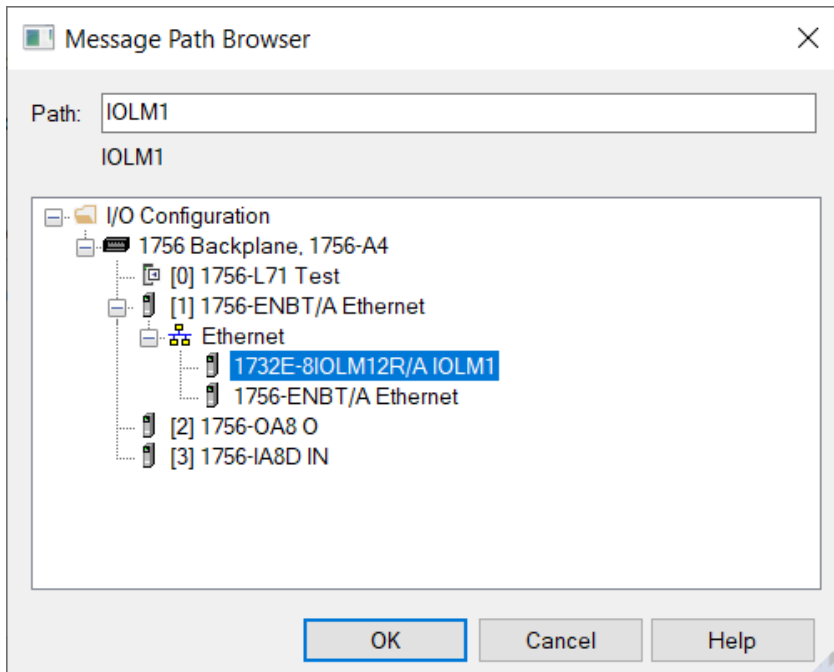 Message Path Browser
Path: IOLM1
IOLM1
I/O Configuration
1756 Backplane, 1756-A4
[0] 1756-L71 Test
[1] 1756-ENBT/A Ethernet
Ethernet
1732E-8IOLM12R/A IOLM1
1756-ENBT/A Ethernet
[2] 1756-OA8 O
[3] 1756-IA8D IN
OK Cancel Help